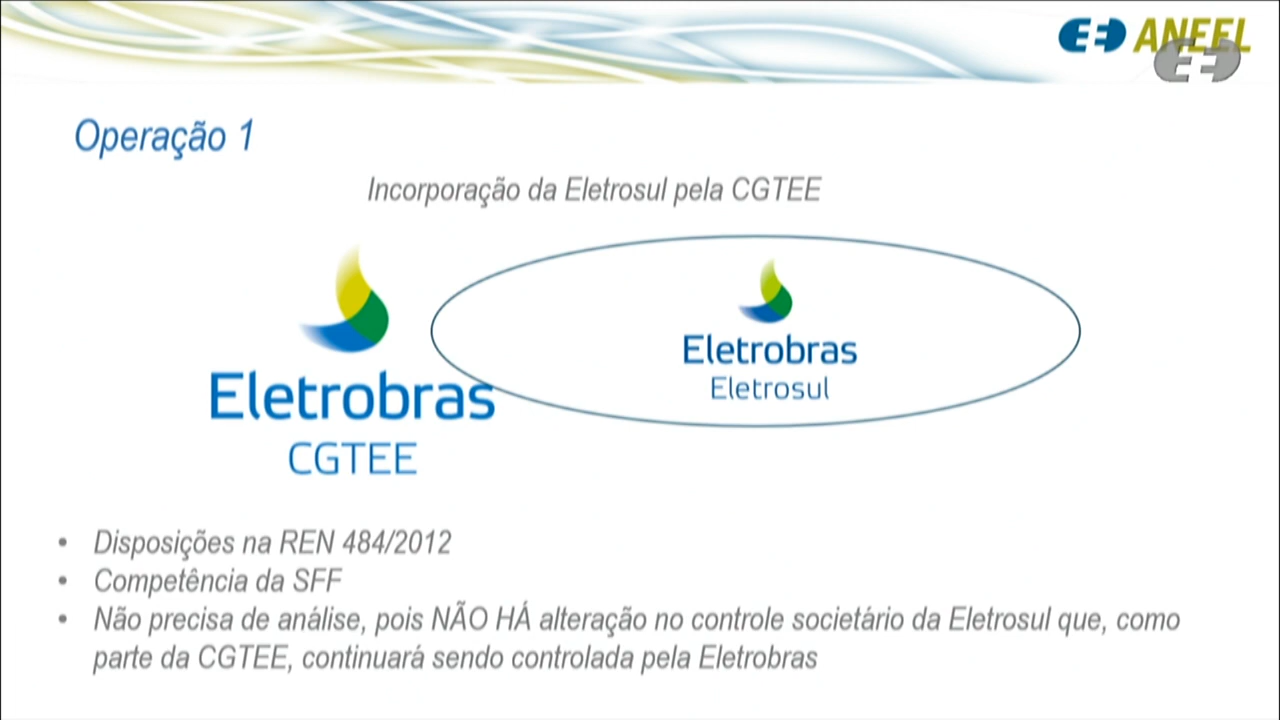 ANEEL
Operação 1
Incorporação da Eletrosul pela CGTEE
Eletrobras
CGTEE
Eletrobras
Eletrosul
• Disposições na REN 484/2012
• Competência da SFF
• Não precisa de análise, pois NÃO HÁ alteração no controle societário da Eletrosul que, como
parte da CGTEE, continuará sendo controlada pela Eletrobras